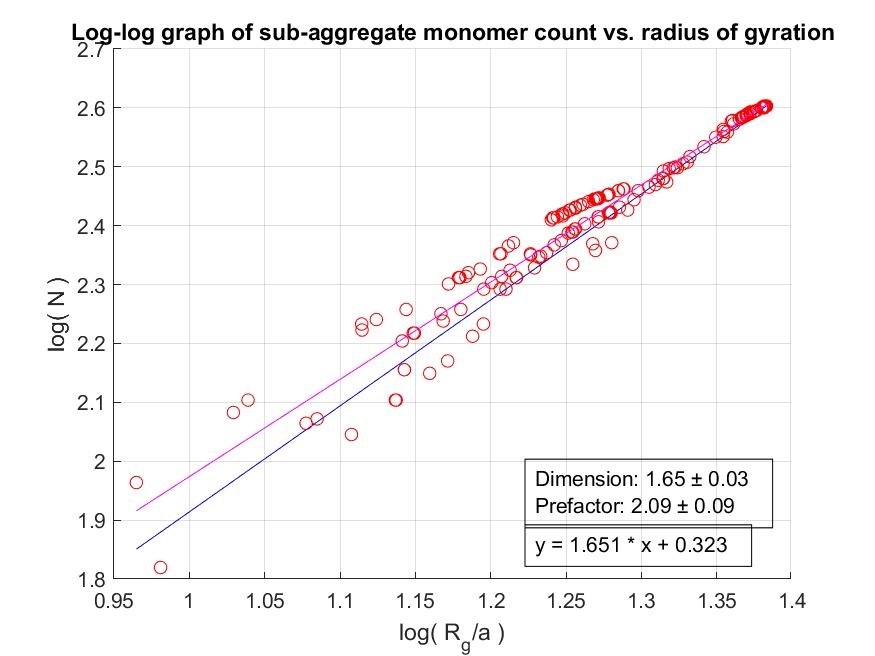 Log-log graph of sub-aggregate monomer count vs. radius of gyration
2.7
2.6
2.5
2.4
2.3
2.2
2.1
2
1.9
1.8
log( N )
Dimension: 1.65 ± 0.03
Prefactor: 2.09 ± 0.09
y = 1.651 * x + 0.323
0.95 1 1.05 1.1 1.15 1.2 1.25 1.3 1.35 1.4
log( R_g/a )